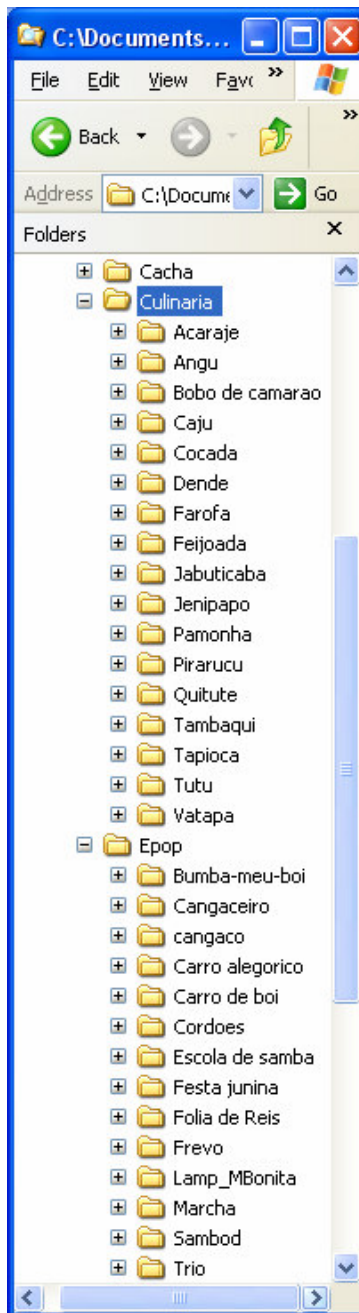 C:\Documents...
File Edit View Favc »
Back »
Address C:\Docume Go
Folders
Cacha
Culinaria
Acaraje
Angu
Bobo de camarao
Caju
Cocada
Dende
Farofa
Feijoada
Jabuticaba
Jenipapo
Pamonha
Pirarucu
Quitute
Tambaqui
Tapioca
Tutu
Vatapa
Epop
Bumba-meu-boi
Cangaceiro
cangaco
Carro alegorico
Carro de boi
Cordoes
Escola de samba
Festa junina
Folia de Reis
Frevo
Lamp_MBonita
Marcha
Sambod
Trio